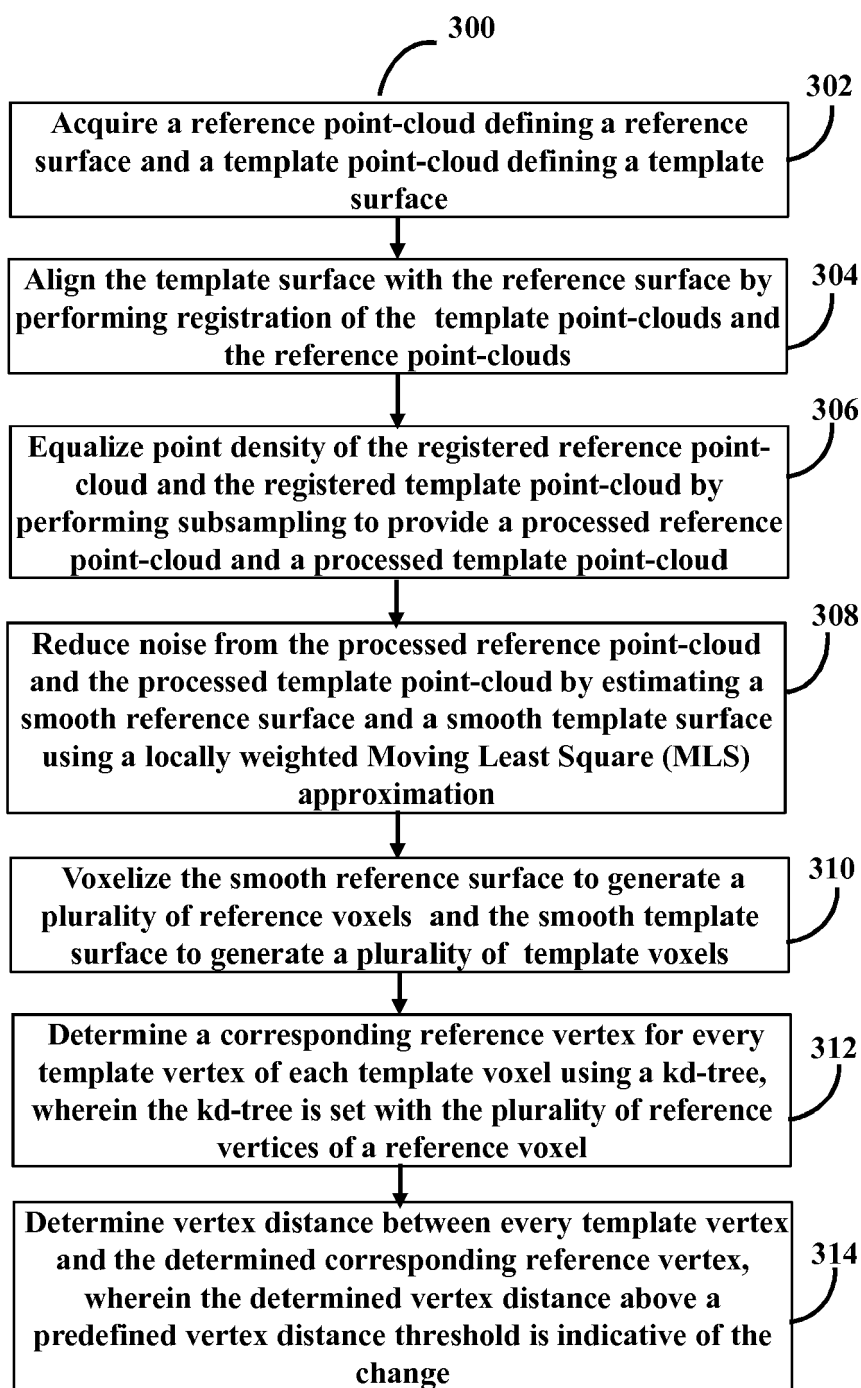 300
302
Acquire a reference point-cloud defining a reference
surface and a template point-cloud defining a template
surface
304
Align the template surface with the reference surface by
performing registration of the template point-clouds and
the reference point-clouds
306
Equalize point density of the registered reference point-
cloud and the registered template point-cloud by
performing subsampling to provide a processed reference
point-cloud and a processed template point-cloud
308
Reduce noise from the processed reference point-cloud
and the processed template point-cloud by estimating a
smooth reference surface and a smooth template surface
using a locally weighted Moving Least Square (MLS)
approximation
310
Voxelize the smooth reference surface to generate a
plurality of reference voxels and the smooth template
surface to generate a plurality of template voxels
312
Determine a corresponding reference vertex for every
template vertex of each template voxel using a kd-tree,
wherein the kd-tree is set with the plurality of reference
vertices of a reference voxel
314
Determine vertex distance between every template vertex
and the determined corresponding reference vertex,
wherein the determined vertex distance above a
predefined vertex distance threshold is indicative of the
change